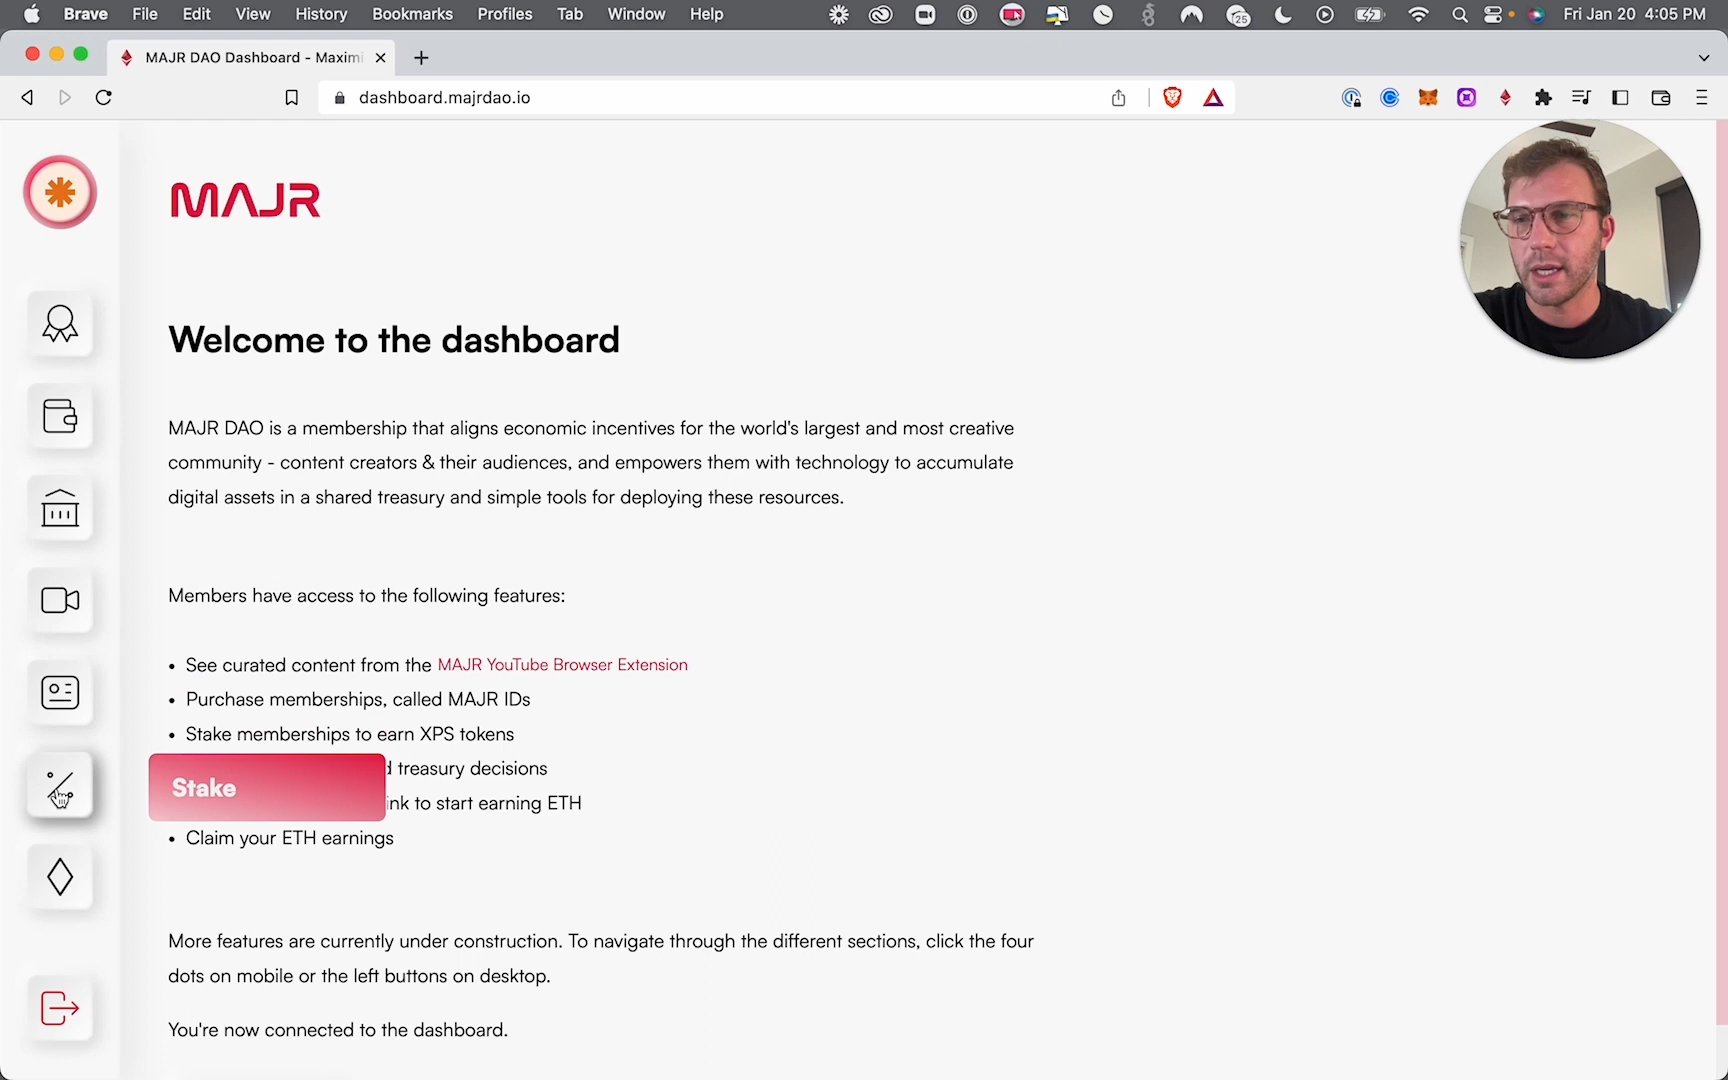 Brave File Edit View History Bookmarks Profiles Tab Window Help 25 Fri Jan 20 4:05 PM
MAJR DAO Dashboard - Maximi
dashboard.majrdao.io
MAJR
Welcome to the dashboard
MAJR DAO is a membership that aligns economic incentives for the world's largest and most creative
community - content creators & their audiences, and empowers them with technology to accumulate
digital assets in a shared treasury and simple tools for deploying these resources.
Members have access to the following features:
• See curated content from the MAJR YouTube Browser Extension
• Purchase memberships, called MAJR IDs
• Stake memberships to earn XPS tokens
treasury decisions
Stake
ink to start earning ETH
• Claim your ETH earnings
More features are currently under construction. To navigate through the different sections, click the four
dots on mobile or the left buttons on desktop.
You're now connected to the dashboard.